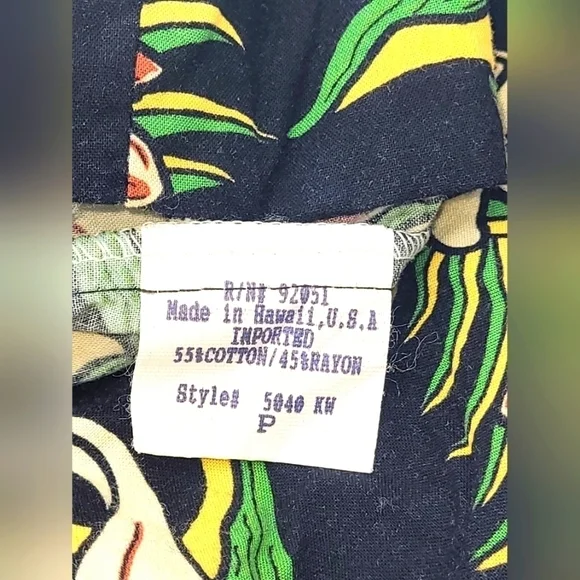 R/N# 92051
Made in Hawaii,U.S.A
IMPORTED
55%COTTON/45%RAYON
Style# 5040 KW
P